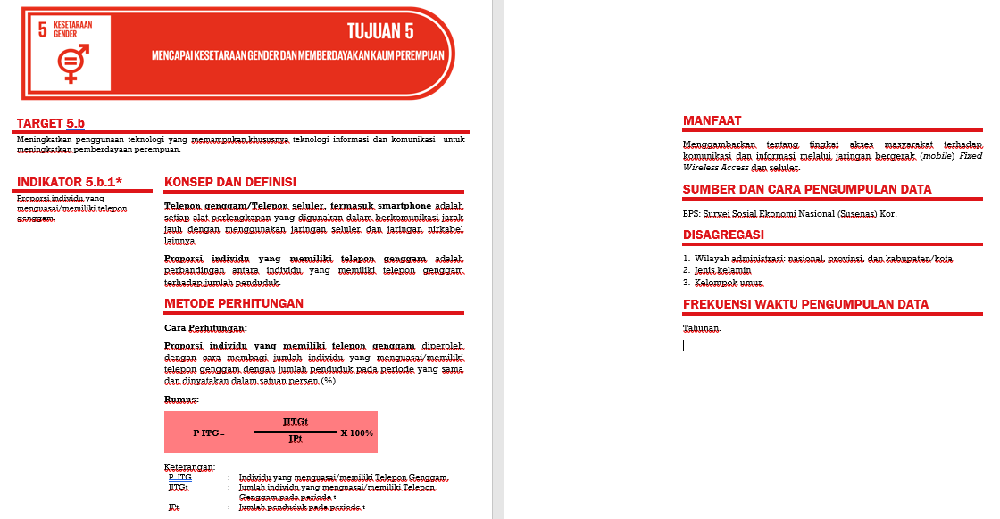 5 KESETARAAN
GENDER
TUJUAN 5
MENCAPAI KESETARAAN GENDER DAN MEMBERDAYAKAN KAUM PEREMPUAN
TARGET 5.b
Meningkatkan penggunaan teknologi yang memampukan,khususnya teknologi informasi dan komunikasi untuk
meningkatkan pemberdayaan perempuan.
INDIKATOR 5.b.1*
Proporsi individu yang
menguasai/memiliki telepon
genggam.
KONSEP DAN DEFINISI
Telepon genggam/Telepon seluler, termasuk smartphone adalah
setiap alat perlengkapan yang digunakan dalam berkomunikasi jarak
jauh dengan menggunakan jaringan seluler dan jaringan nirkabel
lainnya.
Proporsi individu yang memiliki telepon genggam adalah
perbandingan antara individu yang memiliki telepon genggam
terhadap jumlah penduduk.
METODE PERHITUNGAN
Cara Perhitungan:
Proporsi individu yang memiliki telepon genggam diperoleh
dengan cara membagi jumlah individu yang menguasai/memiliki
telepon genggam dengan jumlah penduduk pada periode yang sama
dan dinyatakan dalam satuan persen (%).
Rumus:
JITGt
P ITG= X 100%
JPt
Keterangan:
P ITG : Individu yang menguasai/memiliki Telepon Genggam
JITGt : Jumlah individu yang menguasai/memiliki Telepon
Genggam pada periode t
JPt : Jumlah penduduk pada periode t
MANFAAT
Menggambarkan tentang tingkat akses masyarakat terhadap
komunikasi dan informasi melalui jaringan bergerak (mobile) Fixed
Wireless Access dan seluler.
SUMBER DAN CARA PENGUMPULAN DATA
BPS: Survei Sosial Ekonomi Nasional (Susenas) Kor.
DISAGREGASI
1. Wilayah administrasi: nasional, provinsi, dan kabupaten/kota
2. Jenis kelamin
3. Kelompok umur
FREKUENSI WAKTU PENGUMPULAN DATA
Tahunan.